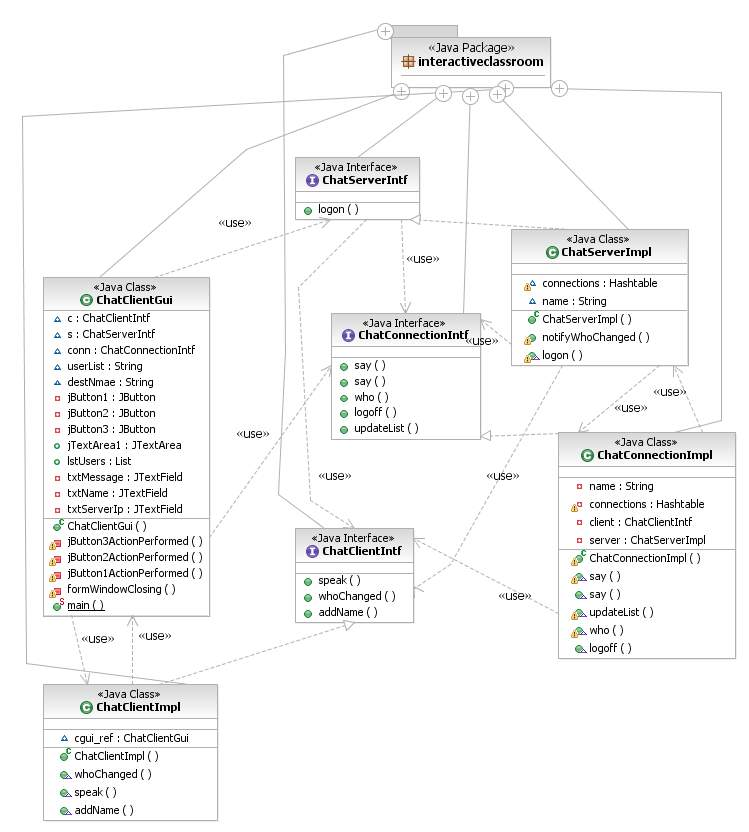 «Java Package»
interactiveclassroom
«Java Interface»
ChatServerIntf
logon ( )
«use»
«Java Class»
ChatServerImpl
connections : Hashtable
name : String
ChatServerImpl ( )
notifyWhoChanged ( )
logon ( )
«use»
«Java Class»
ChatClientGui
c : ChatClientIntf
s : ChatServerIntf
conn : ChatConnectionIntf
userList : String
destNmae : String
jButton1 : JButton
jButton2 : JButton
jButton3 : JButton
jTextArea1 : JTextArea
lstUsers : List
txtMessage : JTextField
txtName : JTextField
txtServerIp : JTextField
ChatClientGui ( )
jButton3ActionPerformed ( )
jButton2ActionPerformed ( )
jButton1ActionPerformed ( )
formWindowClosing ( )
main ( )
«Java Interface»
ChatConnectionIntf
say ( )
say ( )
who ( )
logoff ( )
updateList ( )
«use»
«use»
«use»
«use»
«use»
«Java Class»
ChatConnectionImpl
name : String
connections : Hashtable
client : ChatClientIntf
server : ChatServerImpl
ChatConnectionImpl ( )
say ( )
say ( )
updateList ( )
who ( )
logoff ( )
«use»
«use»
«Java Interface»
ChatClientIntf
speak ( )
whoChanged ( )
addName ( )
«use»
«use»
«use»
«Java Class»
ChatClientImpl
cgui_ref : ChatClientGui
ChatClientImpl ( )
whoChanged ( )
speak ( )
addName ( )